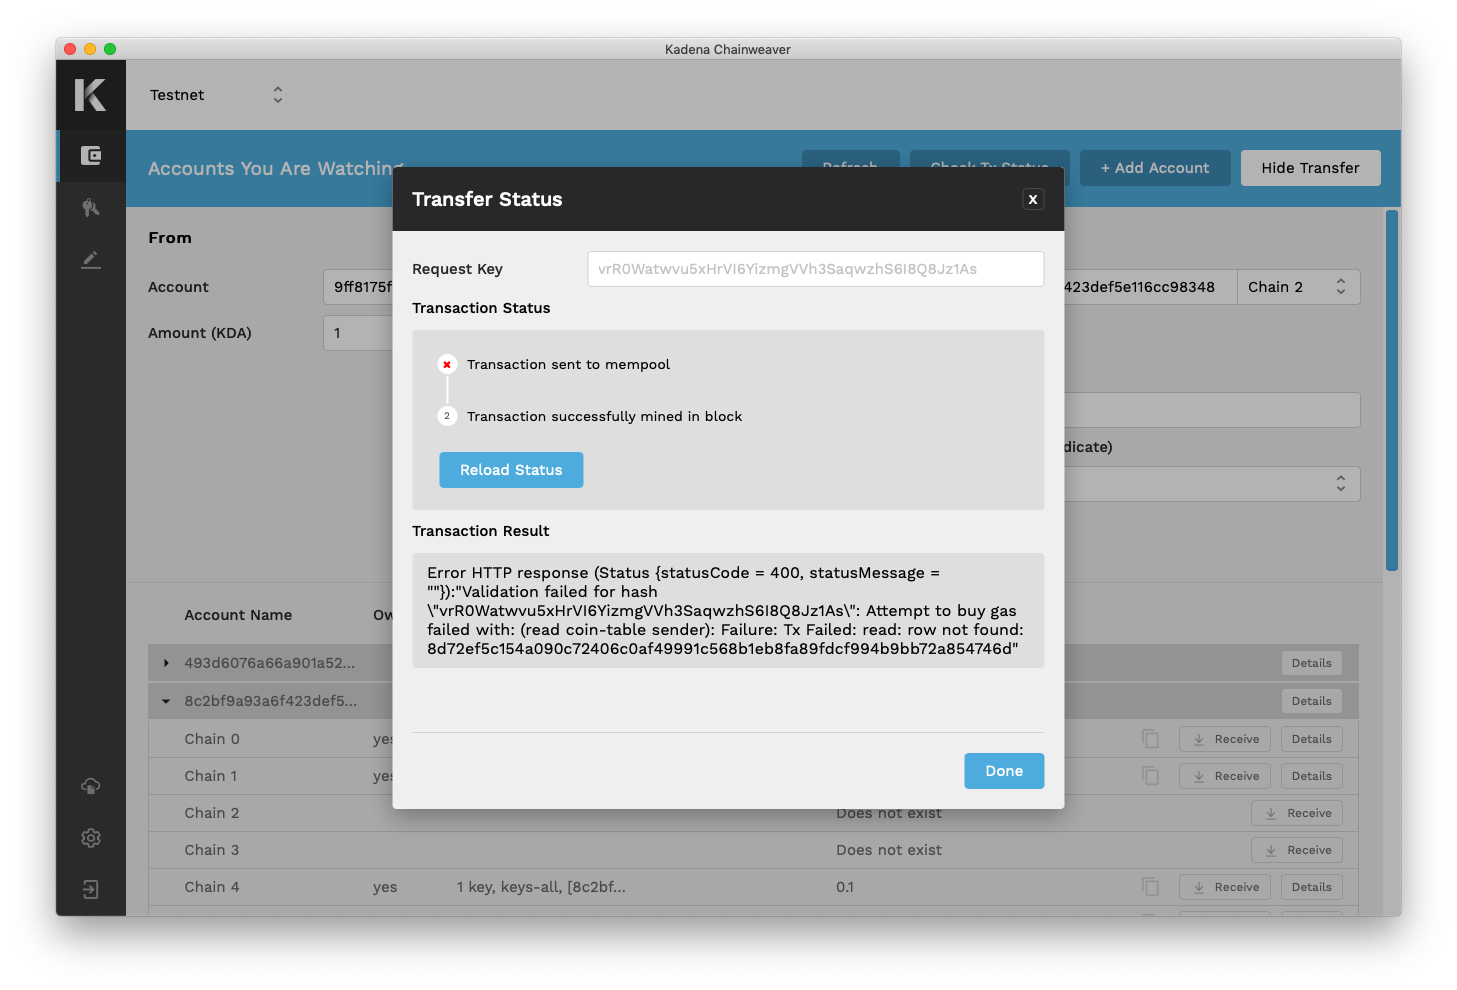 Kadena Chainweaver
Testnet
Accounts You Are Watching
Refresh
Check Tx Status
+ Add Account
Hide Transfer
Transfer Status
X
From
Account
9ff8175f
423def5e116cc98348
Chain 2
Amount (KDA)
1
Request Key
vrR0Watwvu5xHrVI6YizmgVVh3SaqwzhS6I8Q8Jz1As
Transaction Status
Transaction sent to mempool
2
Transaction successfully mined in block
dicate)
Reload Status
Transaction Result
Error HTTP response (Status {statusCode = 400, statusMessage =
""}):"Validation failed for hash
\"vrR0Watwvu5xHrVI6YizmgVVh3SaqwzhS6I8Q8Jz1As\": Attempt to buy gas
failed with: (read coin-table sender): Failure: Tx Failed: read: row not found:
8d72ef5c154a090c72406c0af49991c568b1eb8fa89fdcf994b9bb72a854746d"
Done
Account Name
Ow
493d6076a66a901a52...
Details
8c2bf9a93a6f423def5...
Details
Chain 0
yes
Receive
Details
Chain 1
yes
Receive
Details
Chain 2
Does not exist
Receive
Chain 3
Does not exist
Receive
Chain 4
yes
1 key, keys-all, [8c2bf...
0.1
Receive
Details